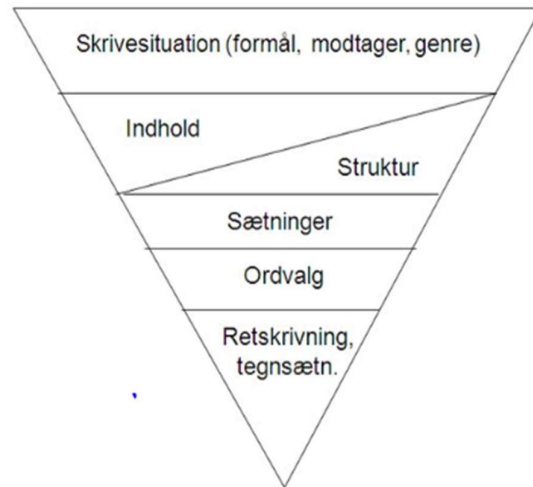 Skrivesituation (formål, modtager, genre)
Indhold
Struktur
Sætninger
Ordvalg
Retskrivning,
tegnsætn.